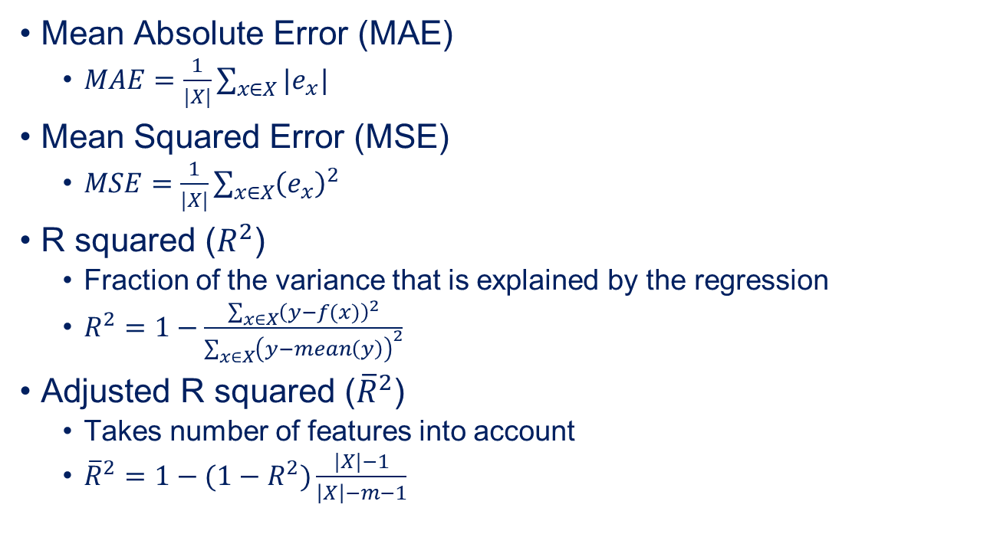 • Mean Absolute Error (MAE)
• $MAE = \frac{1}{|X|} \sum_{x \in X} |e_x|$
• Mean Squared Error (MSE)
• $MSE = \frac{1}{|X|} \sum_{x \in X} (e_x)^2$
• R squared ($R^2$)
• Fraction of the variance that is explained by the regression
• $R^2 = 1 - \frac{\sum_{x \in X} (y - f(x))^2}{\sum_{x \in X} (y - mean(y))^2}$
• Adjusted R squared ($\bar{R}^2$)
• Takes number of features into account
• $\bar{R}^2 = 1 - (1 - R^2) \frac{|X| - 1}{|X| - m - 1}$